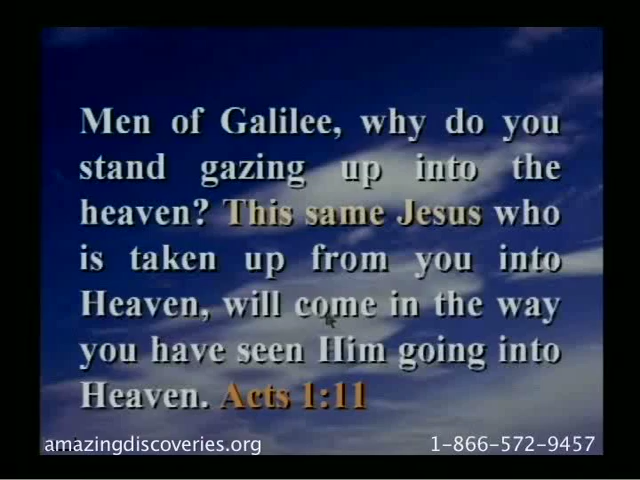 Men of Galilee, why do you
stand gazing up into the
heaven? This same Jesus who
is taken up from you into
Heaven, will come in the way
you have seen Him going into
Heaven. Acts 1:11
amazingdiscoveries.org 1-866-572-9457